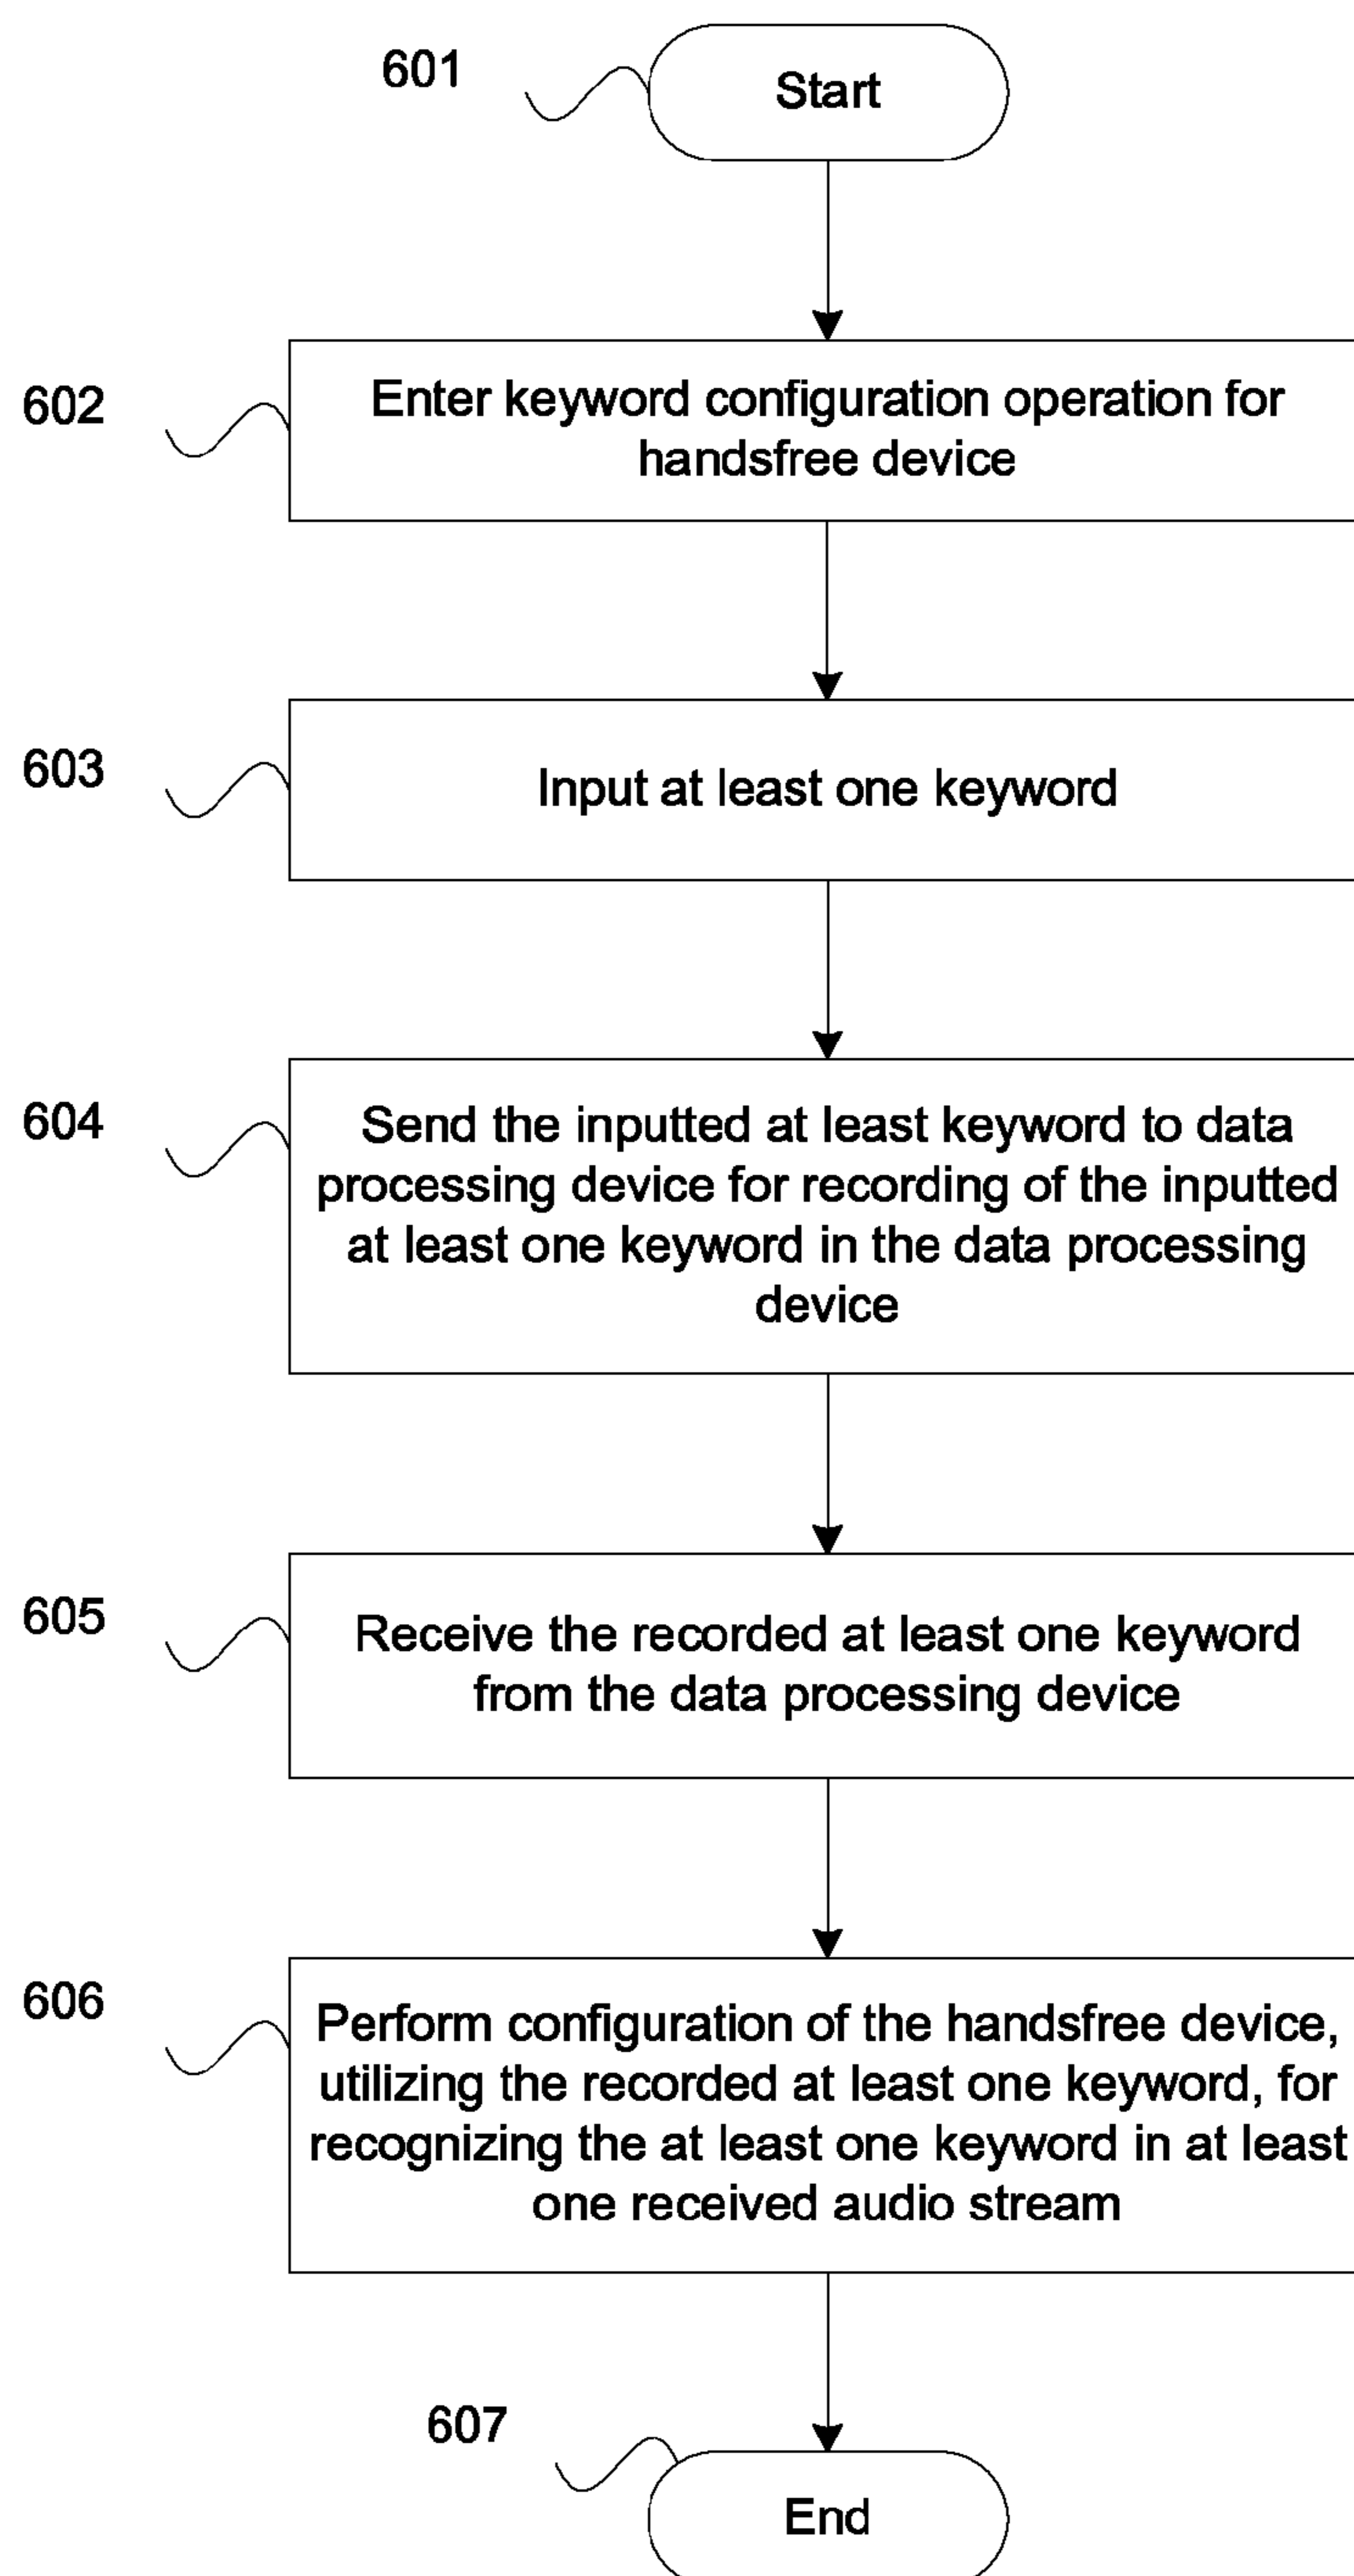 601
Start
602
Enter keyword configuration operation for
handsfree device
603
Input at least one keyword
604
Send the inputted at least keyword to data
processing device for recording of the inputted
at least one keyword in the data processing
device
605
Receive the recorded at least one keyword
from the data processing device
606
Perform configuration of the handsfree device,
utilizing the recorded at least one keyword, for
recognizing the at least one keyword in at least
one received audio stream
607
End